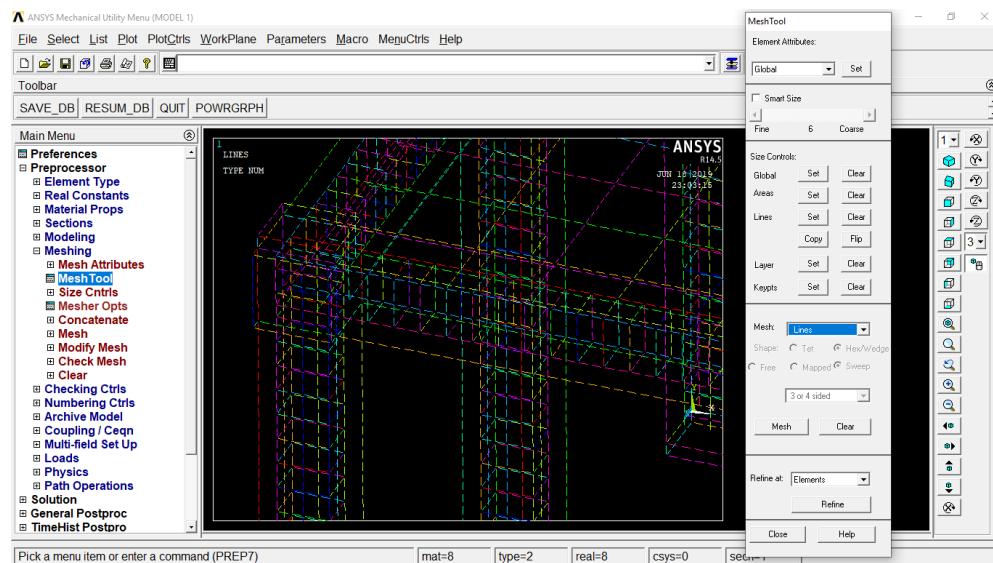 ANSYS Mechanical Utility Menu (MODEL 1)
File Select List Plot PlotCtrls WorkPlane Parameters Macro MenuCtrls Help
Toolbar
SAVE_DB RESUM_DB QUIT POWRGRPH
Main Menu
Preferences
Preprocessor
Element Type
Real Constants
Material Props
Sections
Modeling
Meshing
Mesh Attributes
MeshTool
Size Cntrls
Mesher Opts
Concatenate
Mesh
Modify Mesh
Check Mesh
Clear
Checking Ctrls
Numbering Ctrls
Archive Model
Coupling / Ceqn
Multi-field Set Up
Loads
Physics
Path Operations
Solution
General Postproc
TimeHist Postpro
1
LINES
TYPE NUM
ANSYS
R14.5
JUN 18 2019
23:03:15
X
MeshTool
Element Attributes:
Global Set
Smart Size
Fine 6 Coarse
Size Controls:
Global Set Clear
Areas Set Clear
Lines Set Clear
Copy Flip
Layer Set Clear
Keypts Set Clear
Mesh: Lines
Shape: Tet Hex/Wedge
Free Mapped Sweep
3 or 4 sided
Mesh Clear
Refine at: Elements
Refine
Close Help
1
3
Pick a menu item or enter a command (PREP7) mat=8 type=2 real=8 csys=0